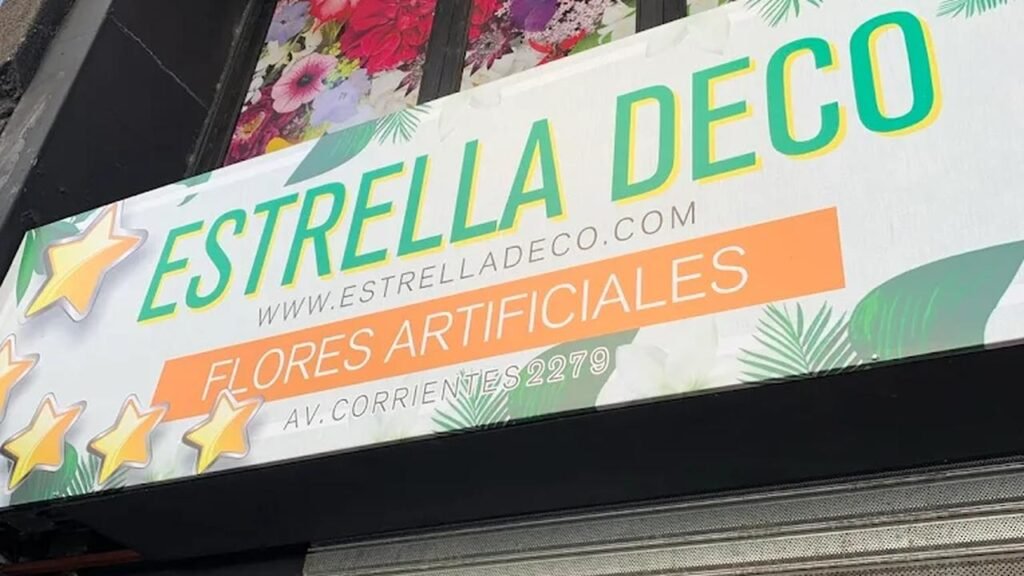 ESTRELLA DECO
WWW.ESTRELLADECO.COM
FLORES ARTIFICIALES
AV. CORRIENTES 2279